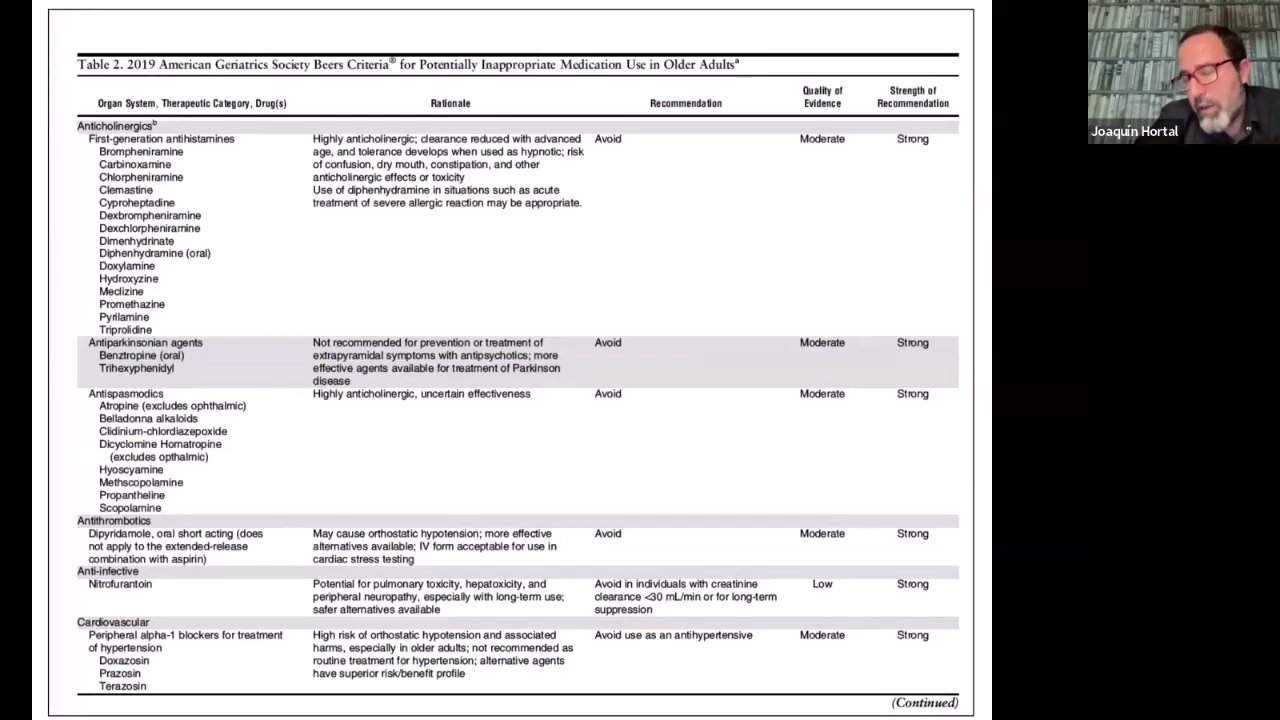 Table 2. 2019 American Geriatrics Society Beers Criteria® for Potentially Inappropriate Medication Use in Older Adultsª
Organ System, Therapeutic Category, Drug(s) Rationale Recommendation Quality of Evidence Strength of Recommendation
Anticholinergicsᵇ
First-generation antihistamines Highly anticholinergic; clearance reduced with advanced Avoid Moderate Strong
Brompheniramine age, and tolerance develops when used as hypnotic; risk
Carbinoxamine of confusion, dry mouth, constipation, and other
Chlorpheniramine anticholinergic effects or toxicity
Clemastine Use of diphenhydramine in situations such as acute
Cyproheptadine treatment of severe allergic reaction may be appropriate.
Dexbrompheniramine
Dexchlorpheniramine
Dimenhydrinate
Diphenhydramine (oral)
Doxylamine
Hydroxyzine
Meclizine
Promethazine
Pyrilamine
Triprolidine
Antiparkinsonian agents Not recommended for prevention or treatment of Avoid Moderate Strong
Benztropine (oral) extrapyramidal symptoms with antipsychotics; more
Trihexyphenidyl effective agents available for treatment of Parkinson
disease
Antispasmodics Highly anticholinergic, uncertain effectiveness Avoid Moderate Strong
Atropine (excludes ophthalmic)
Belladonna alkaloids
Clidinium-chlordiazepoxide
Dicyclomine Homatropine
(excludes opthalmic)
Hyoscyamine
Methscopolamine
Propantheline
Scopolamine
Antithrombotics
Dipyridamole, oral short acting (does May cause orthostatic hypotension; more effective Avoid Moderate Strong
not apply to the extended-release alternatives available; IV form acceptable for use in
combination with aspirin) cardiac stress testing
Anti-infective
Nitrofurantoin Potential for pulmonary toxicity, hepatoxicity, and Avoid in individuals with creatinine Low Strong
peripheral neuropathy, especially with long-term use; clearance <30 mL/min or for long-term
safer alternatives available suppression
Cardiovascular
Peripheral alpha-1 blockers for treatment High risk of orthostatic hypotension and associated Avoid use as an antihypertensive Moderate Strong
of hypertension harms, especially in older adults; not recommended as
Doxazosin routine treatment for hypertension; alternative agents
Prazosin have superior risk/benefit profile
Terazosin
(Continued)
Joaquín Hortal